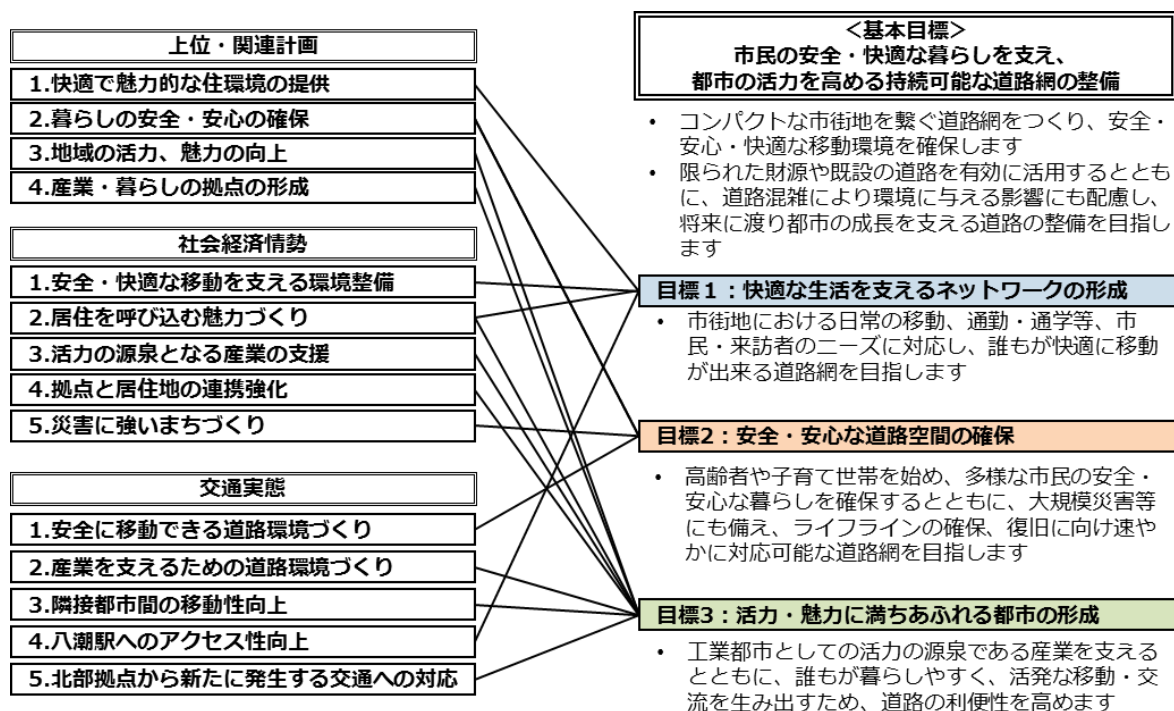 上位・関連計画
1.快適で魅力的な住環境の提供
2.暮らしの安全・安心の確保
3.地域の活力、魅力の向上
4.産業・暮らしの拠点の形成
社会経済情勢
1.安全・快適な移動を支える環境整備
2.居住を呼び込む魅力づくり
3.活力の源泉となる産業の支援
4.拠点と居住地の連携強化
5.災害に強いまちづくり
交通実態
1.安全に移動できる道路環境づくり
2.産業を支えるための道路環境づくり
3.隣接都市間の移動性向上
4.八潮駅へのアクセス性向上
5.北部拠点から新たに発生する交通への対応
＜基本目標＞
市民の安全・快適な暮らしを支え、
都市の活力を高める持続可能な道路網の整備
• コンパクトな市街地を繋ぐ道路網をつくり、安全・
安心・快適な移動環境を確保します
• 限られた財源や既設の道路を有効に活用するととも
に、道路混雑により環境に与える影響にも配慮し、
将来に渡り都市の成長を支える道路の整備を目指し
ます
目標１：快適な生活を支えるネットワークの形成
• 市街地における日常の移動、通勤・通学等、市
民・来訪者のニーズに対応し、誰もが快適に移動
が出来る道路網を目指します
目標2：安全・安心な道路空間の確保
• 高齢者や子育て世帯を始め、多様な市民の安全・
安心な暮らしを確保するとともに、大規模災害等
にも備え、ライフラインの確保、復旧に向け速や
かに対応可能な道路網を目指します
目標3：活力・魅力に満ちあふれる都市の形成
• 工業都市としての活力の源泉である産業を支える
とともに、誰もが暮らしやすく、活発な移動・交
流を生み出すため、道路の利便性を高めます